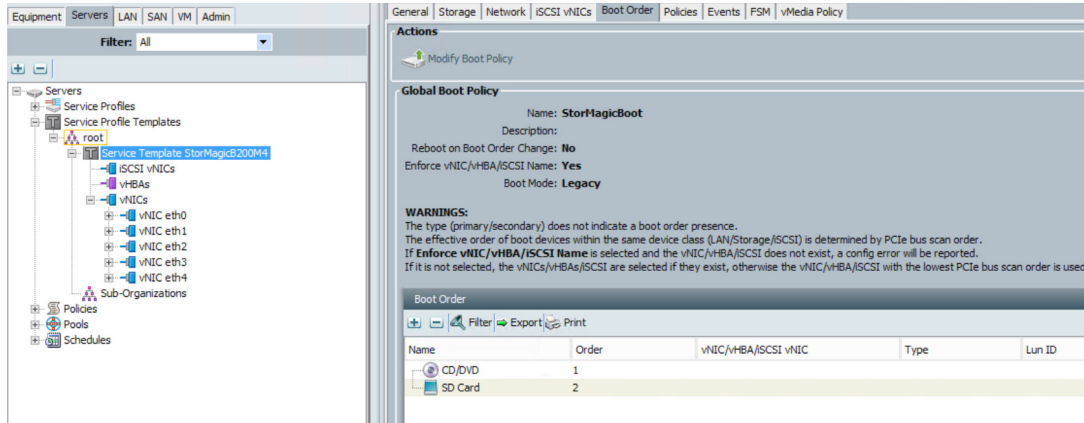 Equipment Servers LAN SAN VM Admin
Filter: All
Servers
Service Profiles
Service Profile Templates
root
Service Template StorMagicB200M4
iSCSI vNICs
vHBAs
vNICs
vNIC eth0
vNIC eth1
vNIC eth2
vNIC eth3
vNIC eth4
Sub-Organizations
Policies
Pools
Schedules
General Storage Network iSCSI vNICs Boot Order Policies Events FSM vMedia Policy
Actions
Modify Boot Policy
Global Boot Policy
Name: StorMagicBoot
Description:
Reboot on Boot Order Change: No
Enforce vNIC/vHBA/iSCSI Name: Yes
Boot Mode: Legacy
WARNINGS:
The type (primary/secondary) does not indicate a boot order presence.
The effective order of boot devices within the same device class (LAN/Storage/iSCSI) is determined by PCIe bus scan order.
If Enforce vNIC/vHBA/iSCSI Name is selected and the vNIC/vHBA/iSCSI does not exist, a config error will be reported.
If it is not selected, the vNICs/vHBAs/iSCSI are selected if they exist, otherwise the vNIC/vHBA/iSCSI with the lowest PCIe bus scan order is used
Boot Order
Filter Export Print
Name Order vNIC/vHBA/iSCSI vNIC Type Lun ID
CD/DVD 1
SD Card 2